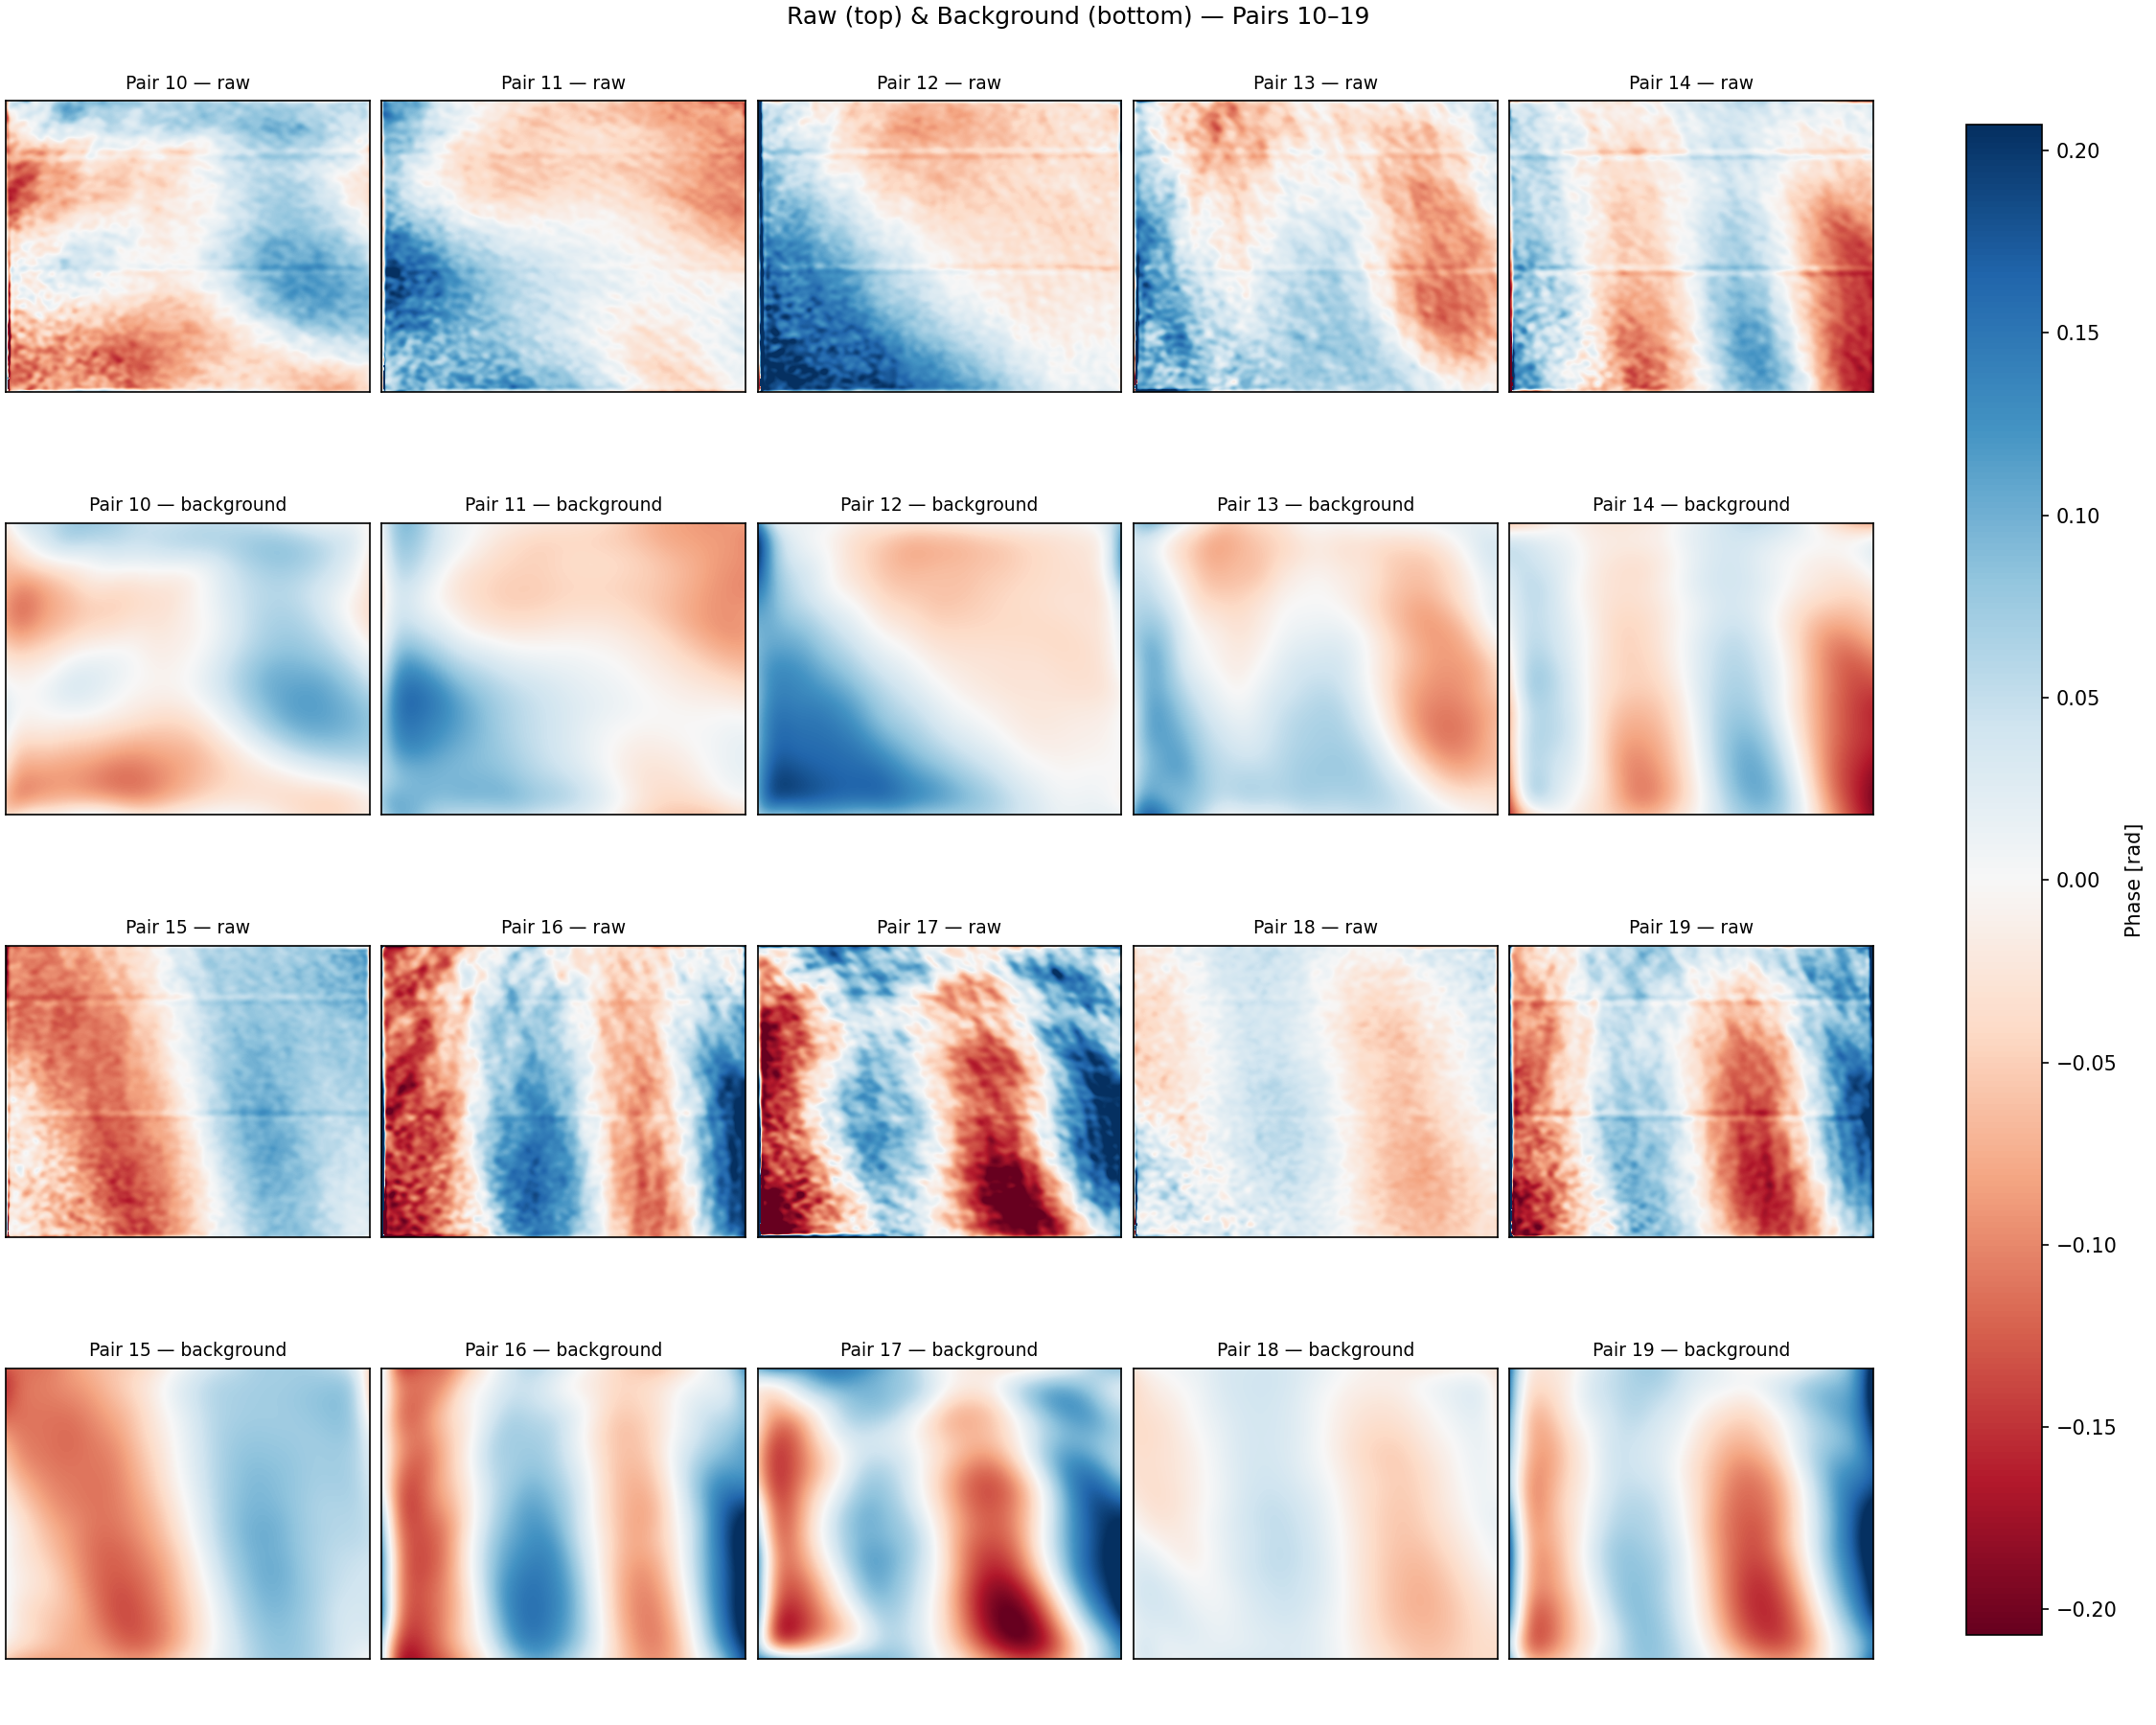 Raw (top) & Background (bottom) — Pairs 10–19
Pair 10 — raw
Pair 11 — raw
Pair 12 — raw
Pair 13 — raw
Pair 14 — raw
Pair 10 — background
Pair 11 — background
Pair 12 — background
Pair 13 — background
Pair 14 — background
Pair 15 — raw
Pair 16 — raw
Pair 17 — raw
Pair 18 — raw
Pair 19 — raw
Pair 15 — background
Pair 16 — background
Pair 17 — background
Pair 18 — background
Pair 19 — background
0.20
0.15
0.10
0.05
0.00
−0.05
−0.10
−0.15
−0.20
Phase [rad]